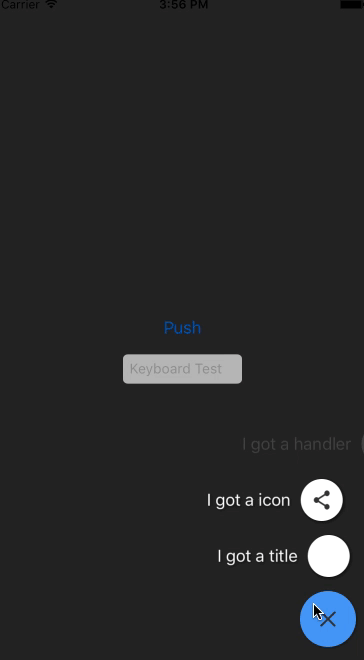 Carrier 3:56 PM
Push
Keyboard Test
I got a handler
I got a icon
I got a title